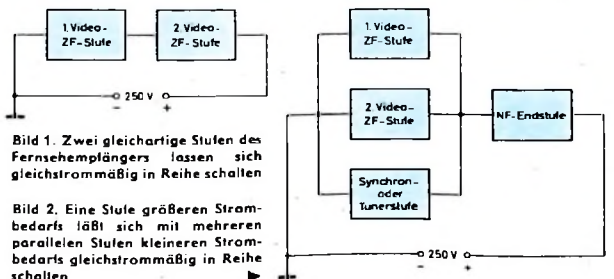 1. Video-
ZF-Stufe
2. Video-
ZF-Stufe
250 V
- +
Bild 1. Zwei gleichartige Stufen des
Fernsehempfängers lassen sich
gleichstrommäßig in Reihe schalten
Bild 2. Eine Stufe größeren Strom-
bedarfs läßt sich mit mehreren
parallelen Stufen kleineren Strom-
bedarfs gleichstrommäßig in Reihe
schalten
1. Video-
ZF-Stufe
2. Video-
ZF-Stufe
Synchron-
oder
Tunerstufe
NF-Endstufe
250 V
- +